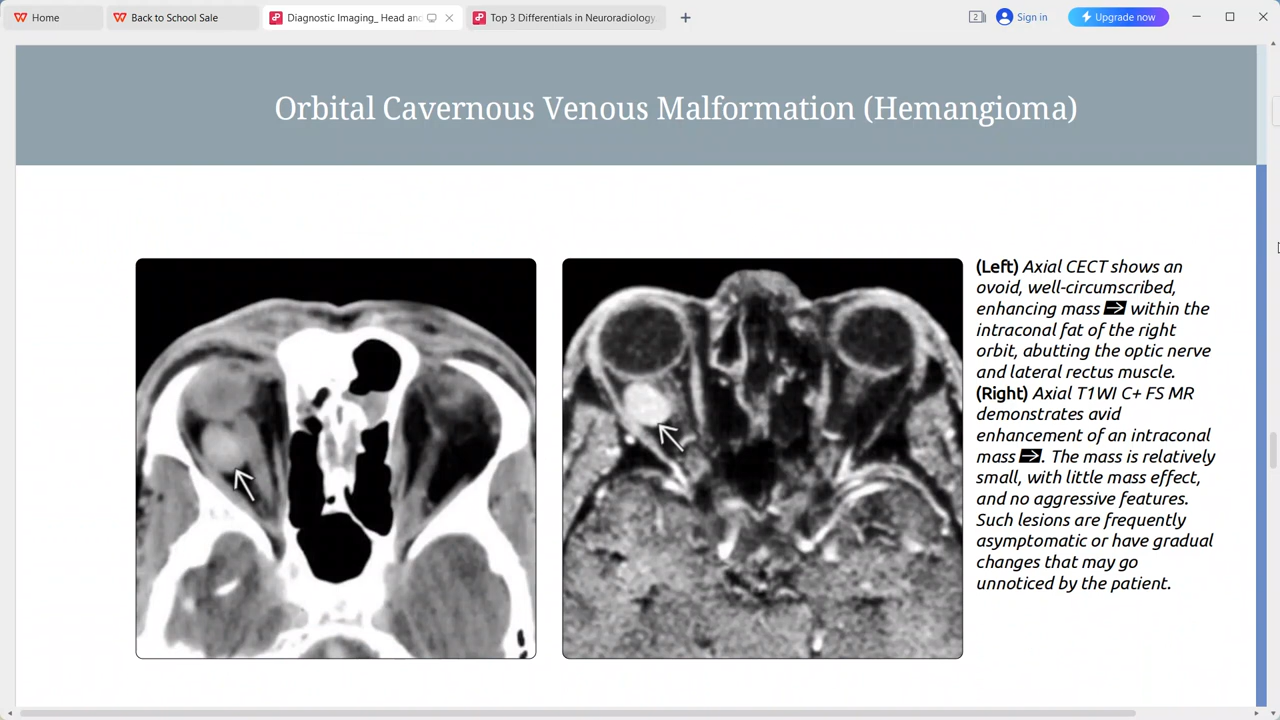 Home
Back to School Sale
Diagnostic Imaging_ Head and
Top 3 Differentials in Neuroradiology
2
Sign in
Upgrade now
Orbital Cavernous Venous Malformation (Hemangioma)
(Left) Axial CECT shows an
ovoid, well-circumscribed,
enhancing mass ➡ within the
intraconal fat of the right
orbit, abutting the optic nerve
and lateral rectus muscle.
(Right) Axial T1WI C+ FS MR
demonstrates avid
enhancement of an intraconal
mass ➡. The mass is relatively
small, with little mass effect,
and no aggressive features.
Such lesions are frequently
asymptomatic or have gradual
changes that may go
unnoticed by the patient.